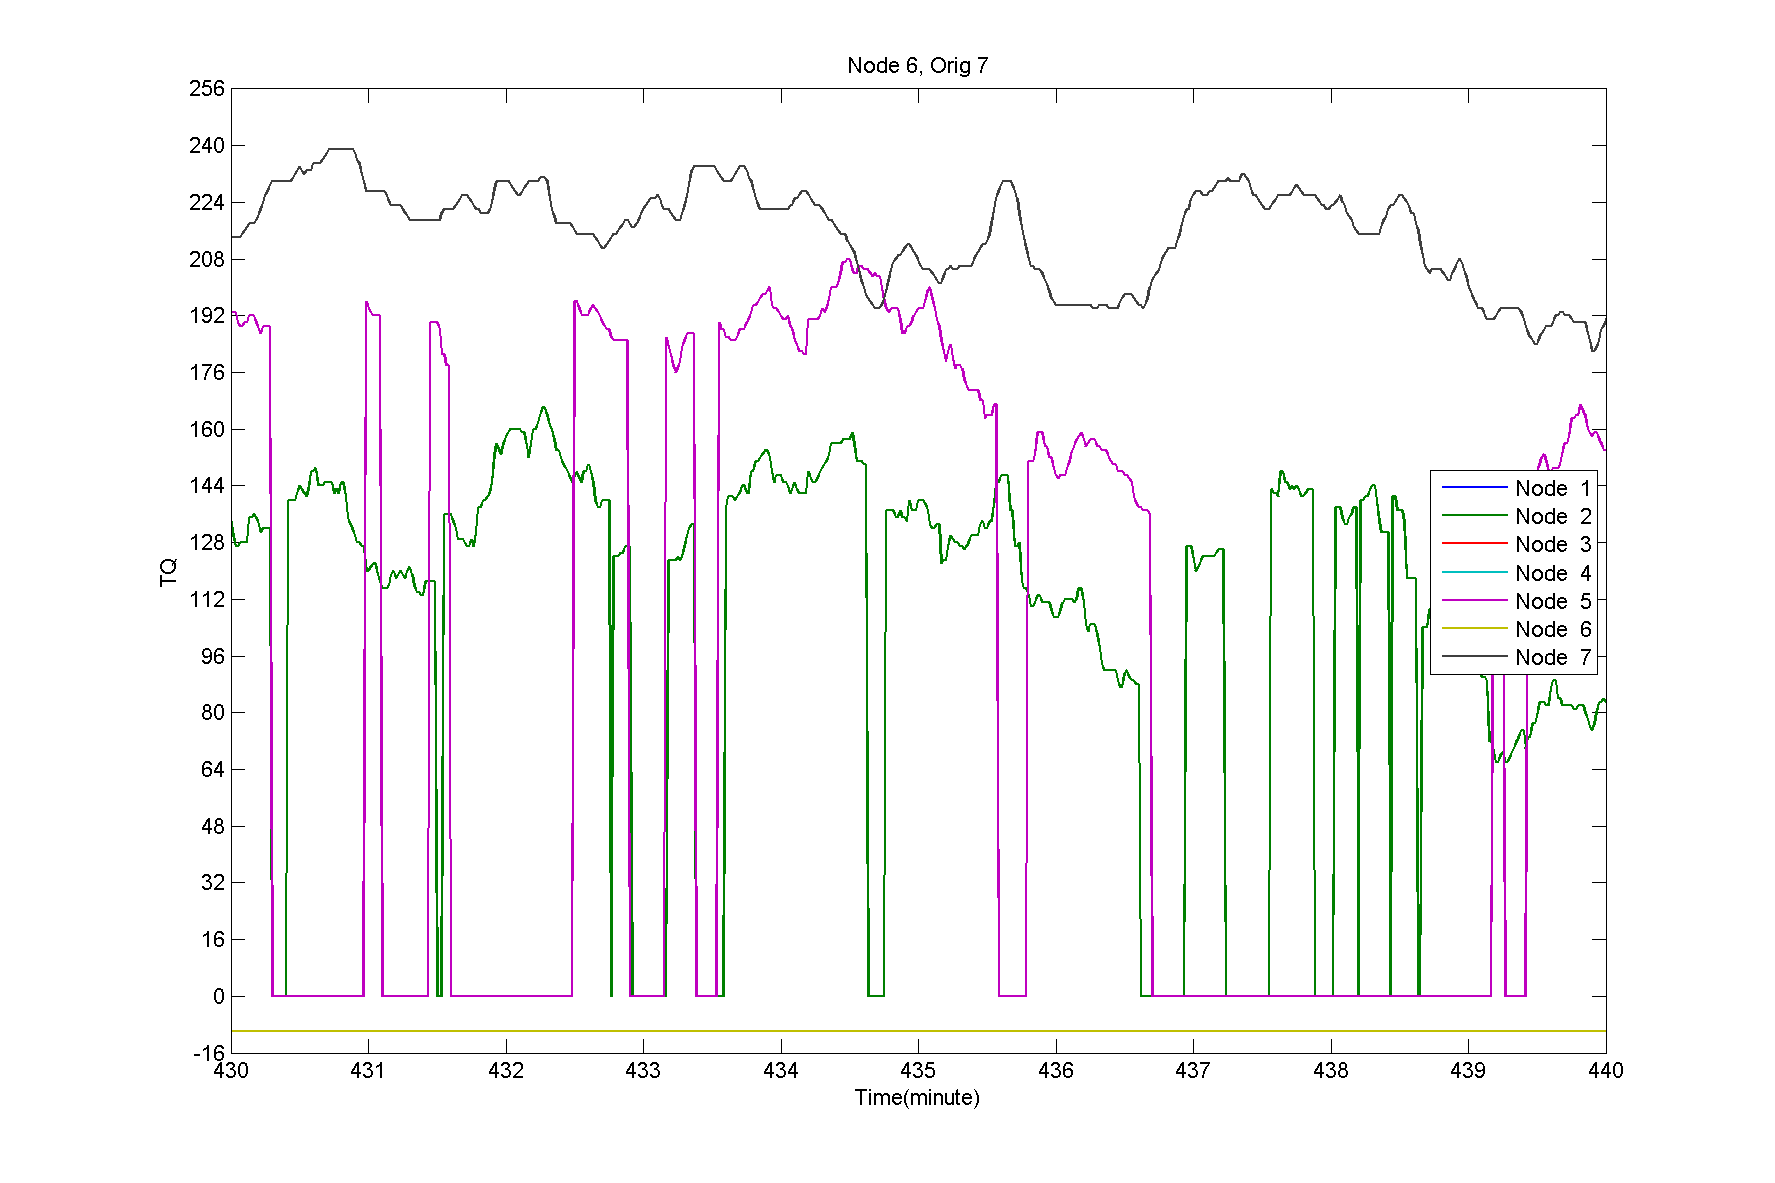 Node 6, Orig 7
256
240
224
208
192
176
160
144
128
112
96
80
64
48
32
16
0
-16
TQ
Node 1
Node 2
Node 3
Node 4
Node 5
Node 6
Node 7
430 431 432 433 434 435 436 437 438 439 440
Time(minute)